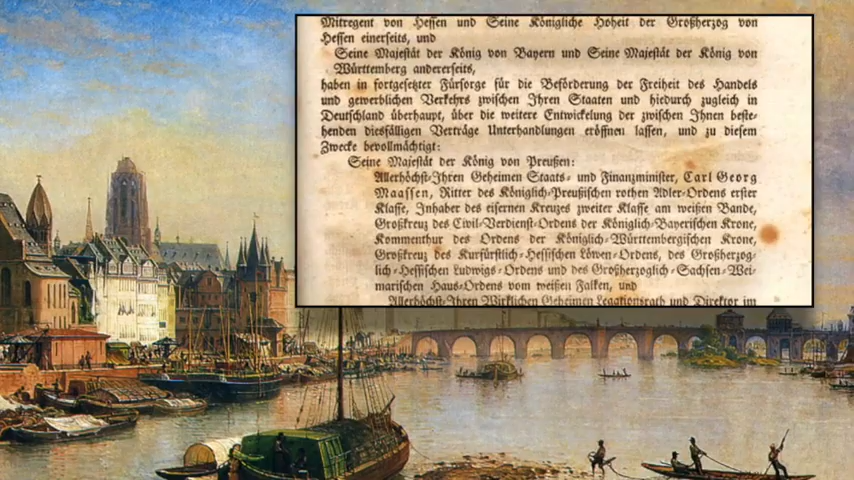 Mitregent von Hessen und Seine Königliche Hoheit der Großherzog von
Hessen einerseits, und
Seine Majestät der König von Bayern und Seine Majestät der König von
Württemberg andererseits,
haben in fortgesetzter Fürsorge für die Beförderung der Freiheit des Handels
und gewerblichen Verkehrs zwischen Ihren Staaten und hiedurch zugleich in
Deutschland überhaupt, über die weitere Entwickelung der zwischen Ihnen beste-
henden diesfälligen Verträge Unterhandlungen eröffnen lassen, und zu diesem
Zwecke bevollmächtigt:
Seine Majestät der König von Preußen:
Allerhöchst-Ihren Geheimen Staats- und Finanzminister, Carl Georg
Maassen, Ritter des Königlich-Preußischen rothen Adler-Ordens erster
Klasse, Inhaber des eisernen Kreuzes zweiter Klasse am weißen Bande,
Großkreuz des Civil-Verdienst-Ordens der Königlich-Bayerischen Krone,
Kommenthur des Ordens der Königlich-Württembergischen Krone,
Großkreuz des Kurfürstlich-Hessischen Löwen-Ordens, des Großherzog-
lich-Hessischen Ludwigs-Ordens und des Großherzoglich-Sachsen-Wei-
marischen Haus-Ordens vom weißen Falken, und
Allerhöchst-Ihren Wirklichen Geheimen Legationsrath und Direktor im